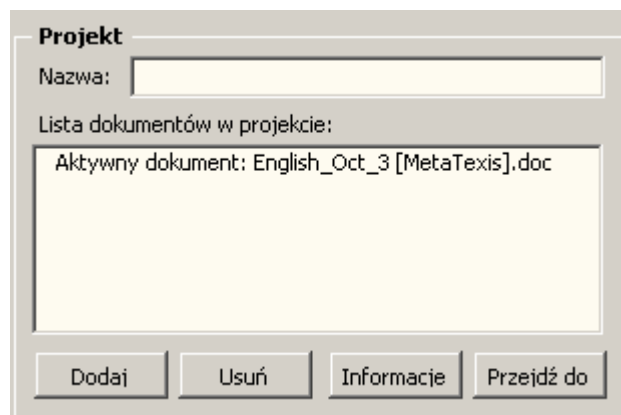 Projekt
Nazwa:
Lista dokumentów w projekcie:
Aktywny dokument: English_Oct_3 [MetaTexis].doc
Dodaj Usuń Informacje Przejdź do